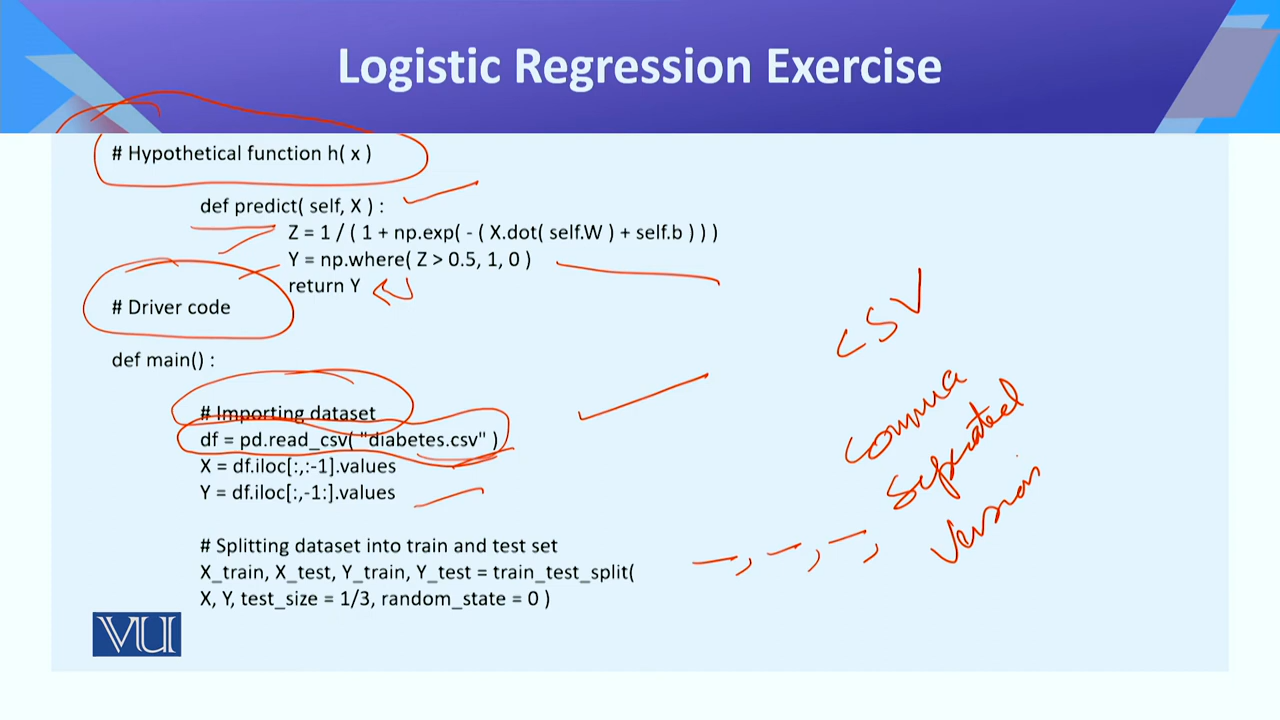 Logistic Regression Exercise
# Hypothetical function h( x )
def predict( self, X ) :
Z = 1 / ( 1 + np.exp( - ( X.dot( self.W ) + self.b ) ) )
Y = np.where( Z > 0.5, 1, 0 )
return Y
# Driver code
def main() :
# Importing dataset
df = pd.read_csv( "diabetes.csv" )
X = df.iloc[:,:-1].values
Y = df.iloc[:,-1:].values
# Splitting dataset into train and test set
X_train, X_test, Y_train, Y_test = train_test_split(
X, Y, test_size = 1/3, random_state = 0 )
CSV
comma
separated
version
VU